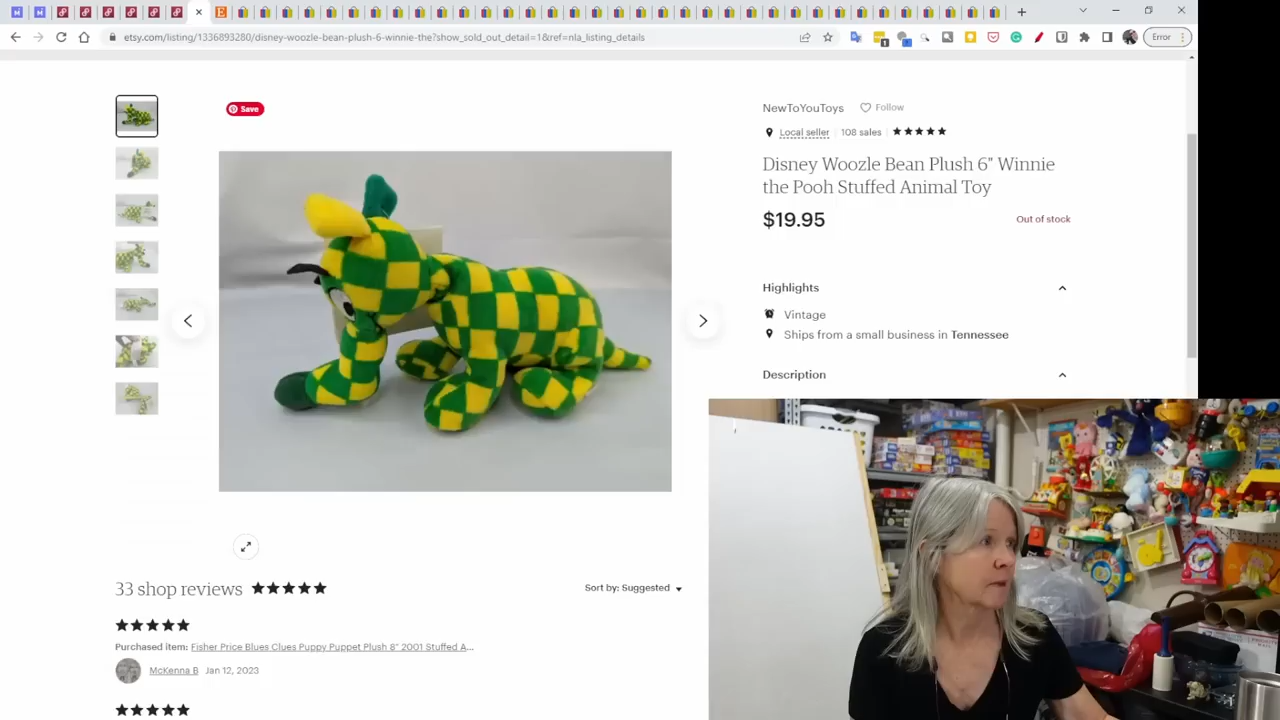 etsy.com/listing/1336893280/disney-woozle-bean-plush-6-winnie-the?show_sold_out_detail=1&ref=nla_listing_details
Error
Save
NewToYouToys
Follow
Local seller
108 sales
Disney Woozle Bean Plush 6" Winnie
the Pooh Stuffed Animal Toy
$19.95
Out of stock
Highlights
Vintage
Ships from a small business in Tennessee
Description
33 shop reviews
Sort by: Suggested
Purchased item: Fisher Price Blues Clues Puppy Puppet Plush 8" 2001 Stuffed A...
McKenna B Jan 12, 2023